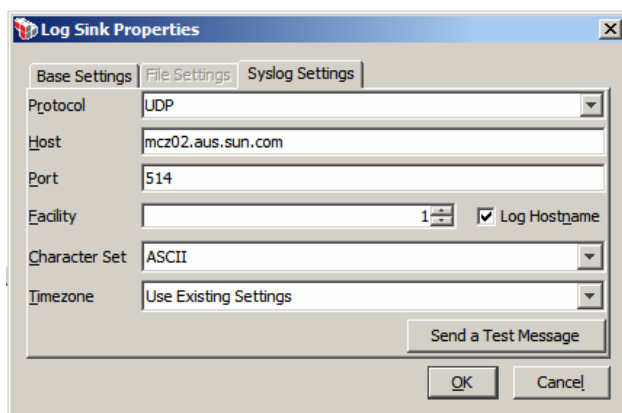 Log Sink Properties
Base Settings File Settings Syslog Settings
Protocol UDP
Host mcz02.aus.sun.com
Port 514
Facility 1 Log Hostname
Character Set ASCII
Timezone Use Existing Settings
Send a Test Message
OK Cancel